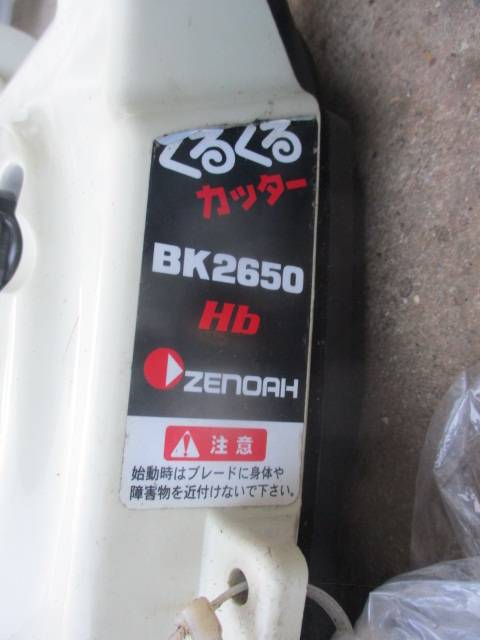 くるくる
カッター
BK2650
Hb
ZENOAH
注意
始動時はブレードに身体や
障害物を近付けないで下さい。